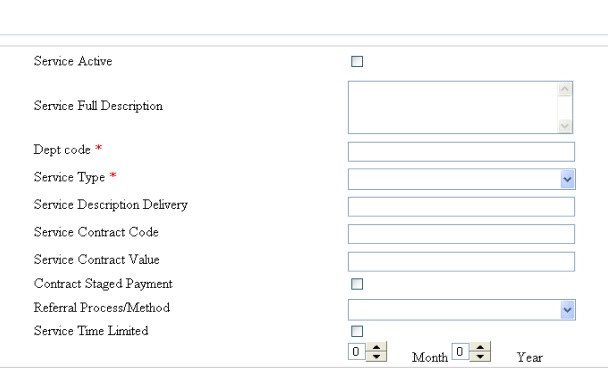 Service Active
Service Full Description
Dept code *
Service Type *
Service Description Delivery
Service Contract Code
Service Contract Value
Contract Staged Payment
Referral Process/Method
Service Time Limited
0 Month 0 Year